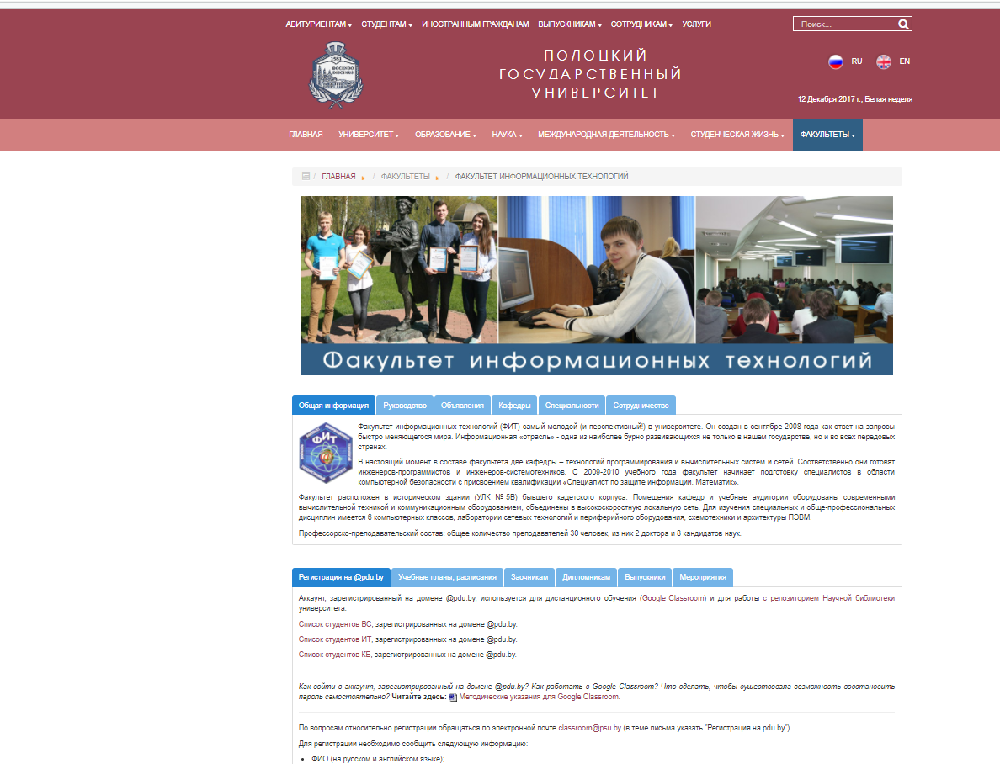 АБИТУРИЕНТАМ СТУДЕНТАМ ИНОСТРАННЫМ ГРАЖДАНАМ ВЫПУСКНИКАМ СОТРУДНИКАМ УСЛУГИ
Поиск...
1581
DOCENDO
DISCIMUS
ПОЛОЦКИЙ
ГОСУДАРСТВЕННЫЙ
УНИВЕРСИТЕТ
RU EN
12 Декабря 2017 г., Белая неделя
ГЛАВНАЯ УНИВЕРСИТЕТ ОБРАЗОВАНИЕ НАУКА МЕЖДУНАРОДНАЯ ДЕЯТЕЛЬНОСТЬ СТУДЕНЧЕСКАЯ ЖИЗНЬ ФАКУЛЬТЕТЫ
/ ГЛАВНАЯ / ФАКУЛЬТЕТЫ / ФАКУЛЬТЕТ ИНФОРМАЦИОННЫХ ТЕХНОЛОГИЙ
Факультет информационных технологий
Общая информация Руководство Объявления Кафедры Специальности Сотрудничество
ФИТ
Факультет информационных технологий (ФИТ) самый молодой (и перспективный!) в университете. Он создан в сентябре 2008 года как ответ на запросы
быстро меняющегося мира. Информационная «отрасль» - одна из наиболее бурно развивающихся не только в нашем государстве, но и во всех передовых
странах.
В настоящий момент в составе факультета две кафедры – технологий программирования и вычислительных систем и сетей. Соответственно они готовят
инженеров-программистов и инженеров-системотехников. С 2009-2010 учебного года факультет начинает подготовку специалистов в области
компьютерной безопасности с присвоением квалификации «Специалист по защите информации. Математик».
Факультет расположен в историческом здании (УЛК №5В) бывшего кадетского корпуса. Помещения кафедр и учебные аудитории оборудованы современными
вычислительной техникой и коммуникационным оборудованием, объединены в высокоскоростную локальную сеть. Для изучения специальных и обще-профессиональных
дисциплин имеется 6 компьютерных классов, лаборатории сетевых технологий и периферийного оборудования, схемотехники и архитектуры ПЭВМ.
Профессорско-преподавательский состав: общее количество преподавателей 30 человек, из них 2 доктора и 8 кандидатов наук.
Регистрация на @pdu.by Учебные планы, расписания Заочникам Дипломникам Выпускники Мероприятия
Аккаунт, зарегистрированный на домене @pdu.by, используется для дистанционного обучения (Google Classroom) и для работы с репозиторием Научной библиотеки
университета.
Список студентов ВС, зарегистрированных на домене @pdu.by.
Список студентов ИТ, зарегистрированных на домене @pdu.by.
Список студентов КБ, зарегистрированных на домене @pdu.by.
Как войти в аккаунт, зарегистрированный на домене @pdu.by? Как работать в Google Classroom? Что сделать, чтобы существовала возможность восстановить
пароль самостоятельно? Читайте здесь: Методические указания для Google Classroom.
По вопросам относительно регистрации обращаться по электронной почте classroom@psu.by (в теме письма указать "Регистрация на pdu.by").
Для регистрации необходимо сообщить следующую информацию:
• ФИО (на русском и английском языке);